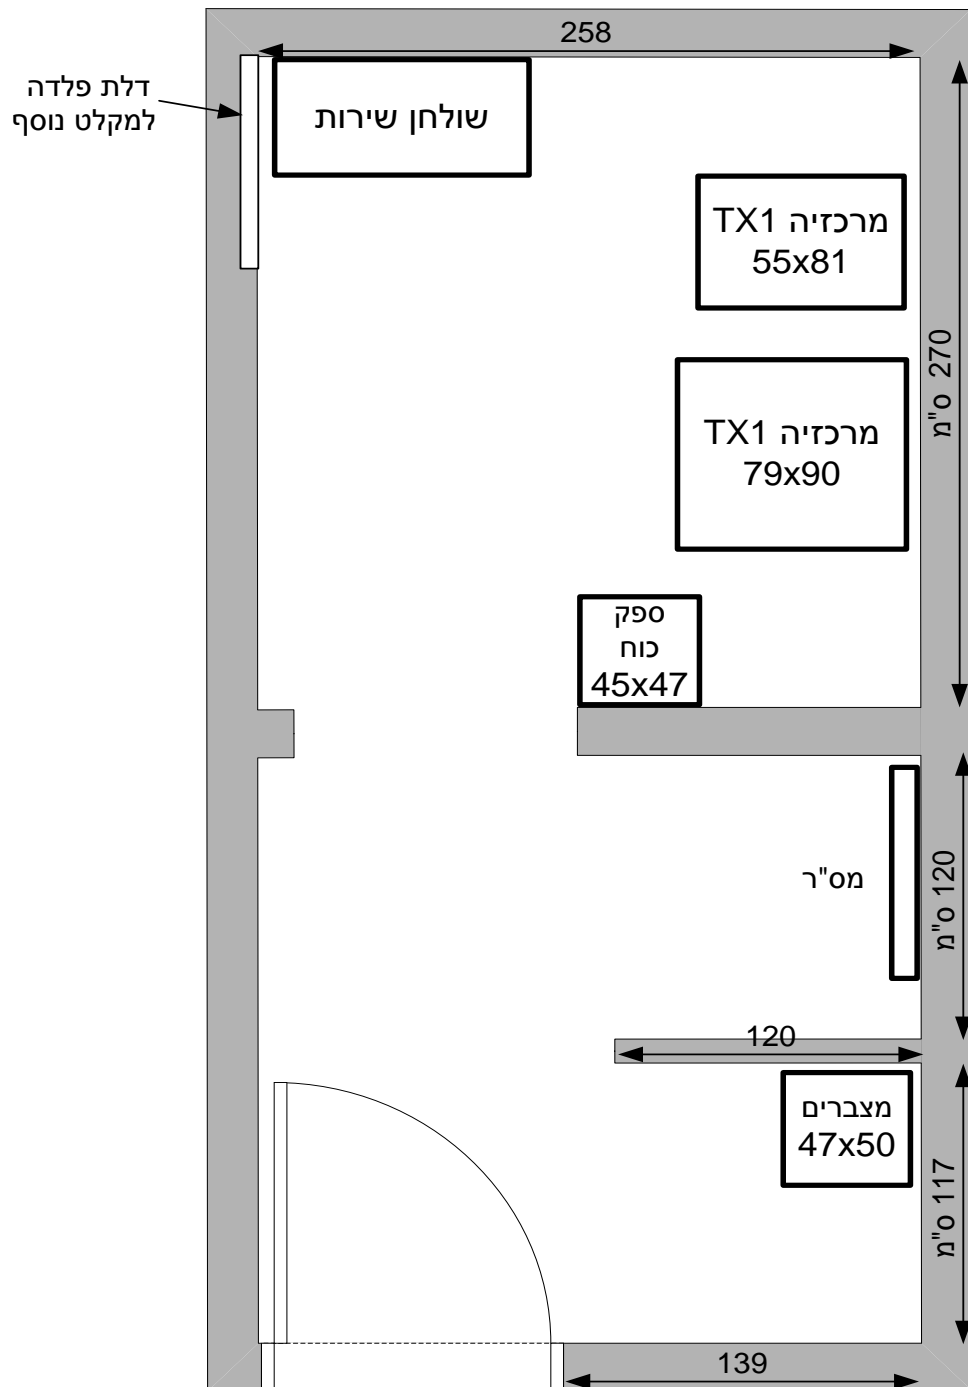 258
דלת פלדה
למקלט נוסף
שולחן שירות
מרכזיה TX1
55x81
270 ס"מ
מרכזיה TX1
79x90
ספק
כוח
45x47
מס"ר
120 ס"מ
120
מצברים
47x50
117 ס"מ
139